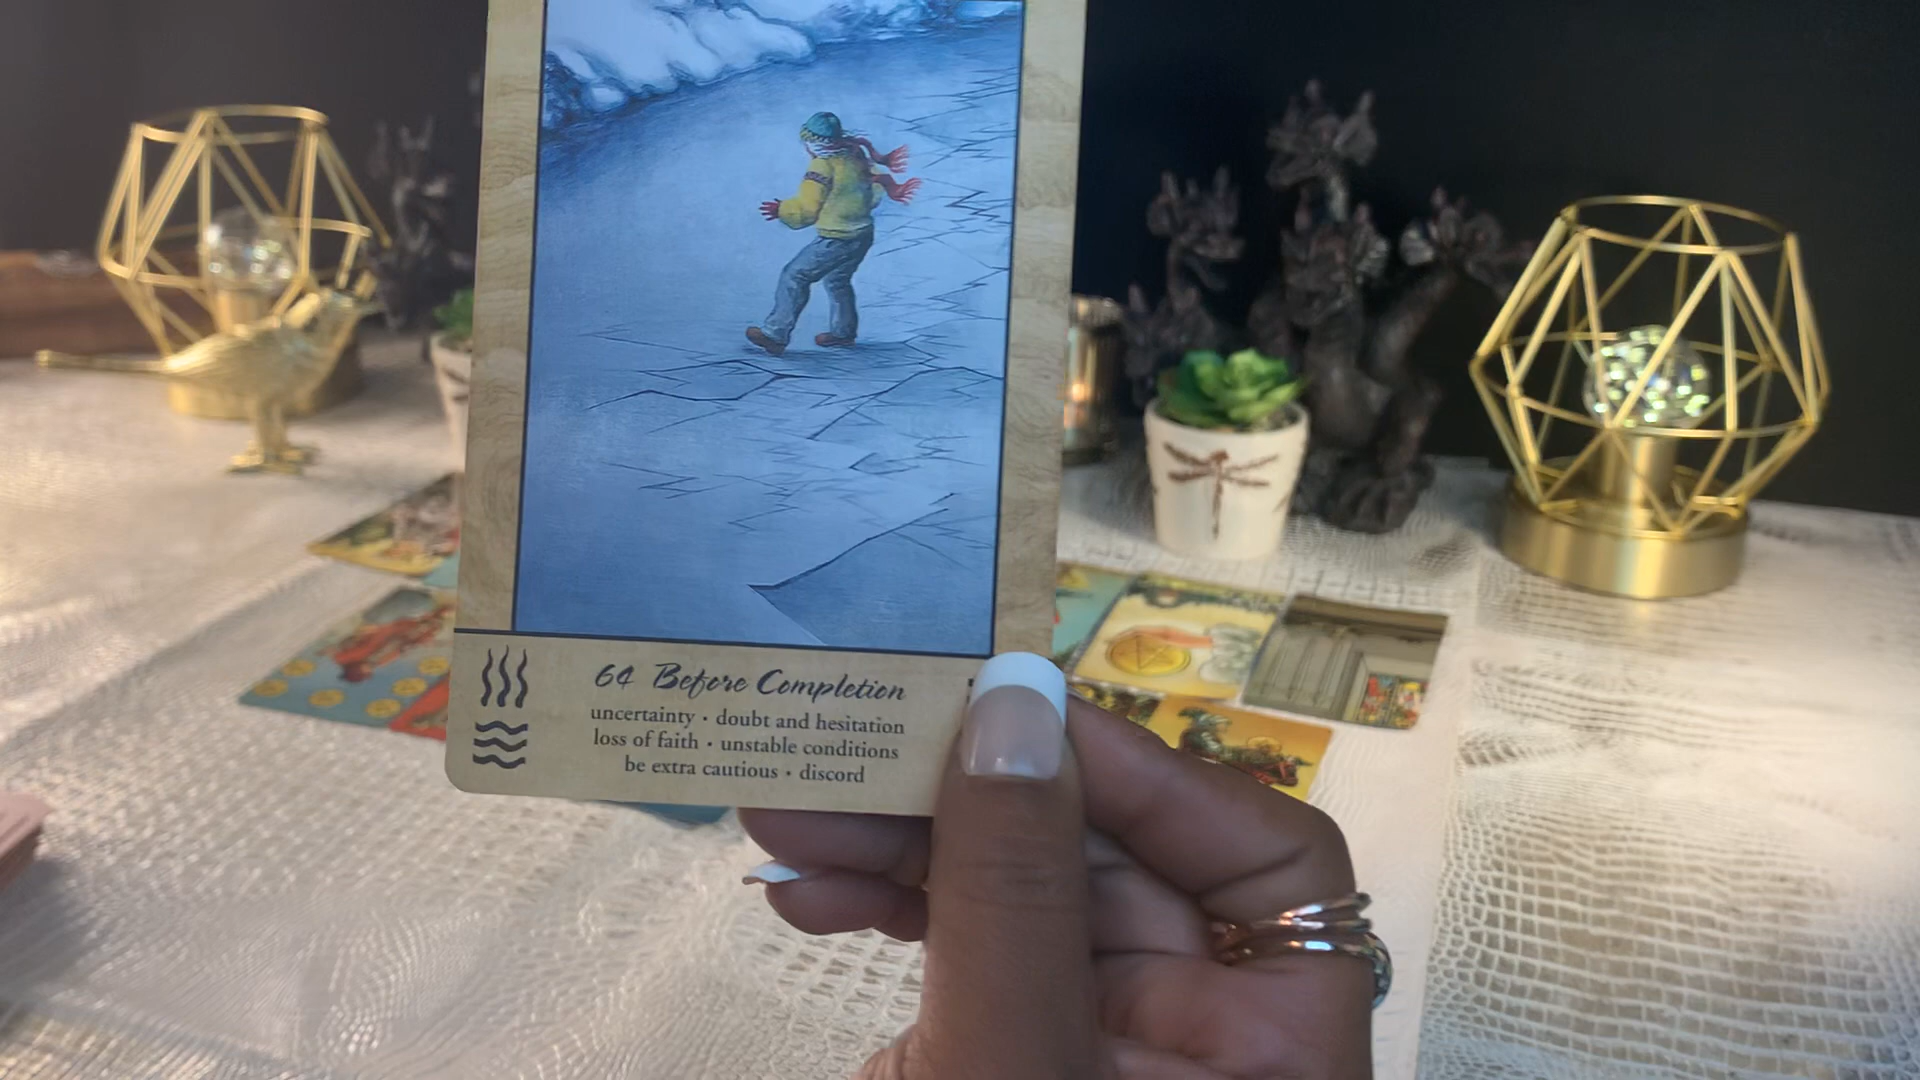 64 Before Completion
uncertainty • doubt and hesitation
loss of faith • unstable conditions
be extra cautious • discord